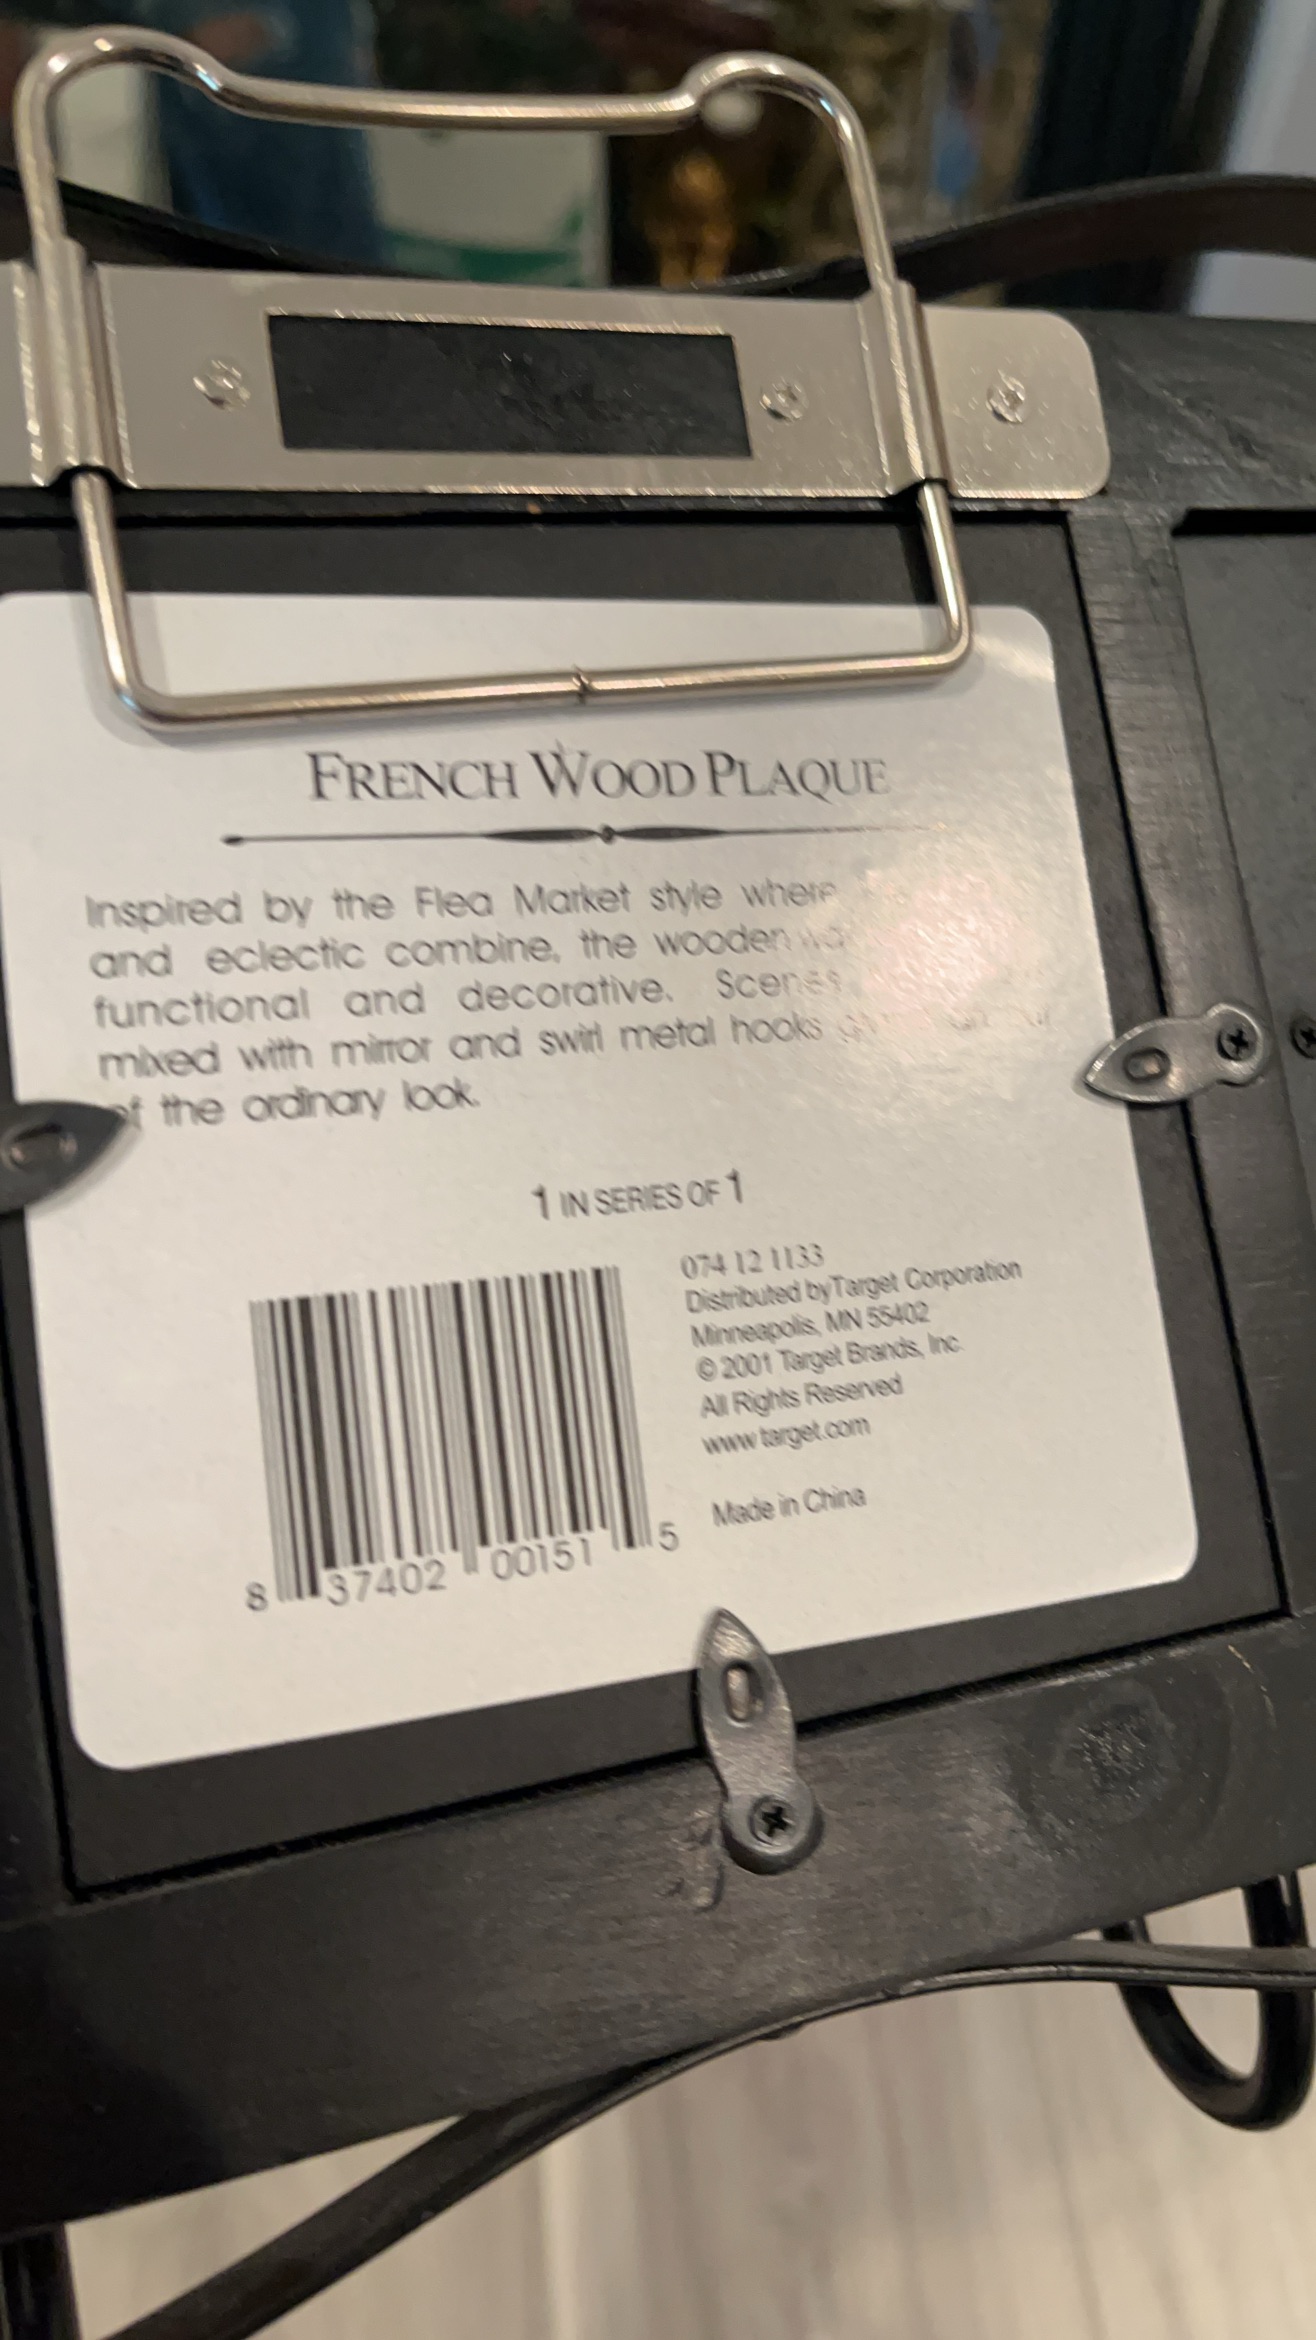 FRENCH WOOD PLAQUE
Inspired by the Flea Market style where
and eclectic combine, the wooden
functional and decorative. Scenes
mixed with mirror and swirl metal hooks
of the ordinary look.
1 IN SERIES OF 1
074 12 1133
Distributed by Target Corporation
Minneapolis, MN 55402
© 2001 Target Brands, Inc.
All Rights Reserved
www.target.com
Made in China
8 37402 00151 5